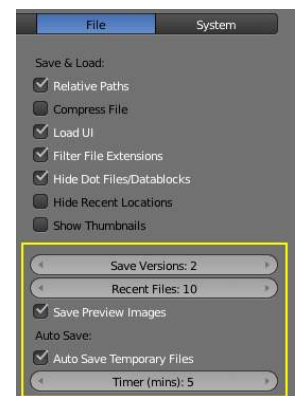 File System
Save & Load:
Relative Paths
Compress File
Load UI
Filter File Extensions
Hide Dot Files/Datablocks
Hide Recent Locations
Show Thumbnails
Save Versions: 2
Recent Files: 10
Save Preview Images
Auto Save:
Auto Save Temporary Files
Timer (mins): 5